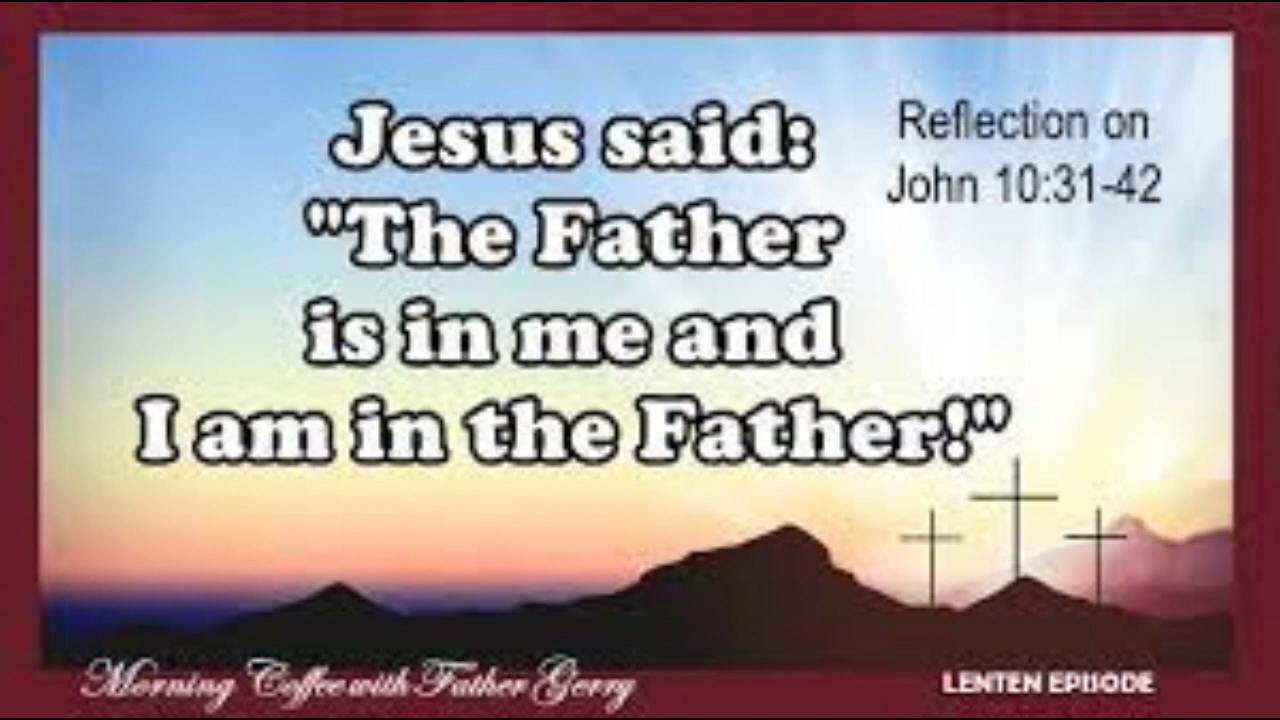 Jesus said:
"The Father
is in me and
I am in the Father!”
Reflection on
John 10:31-42
Morning Coffee with Father Gerry
LENTEN EPISODE